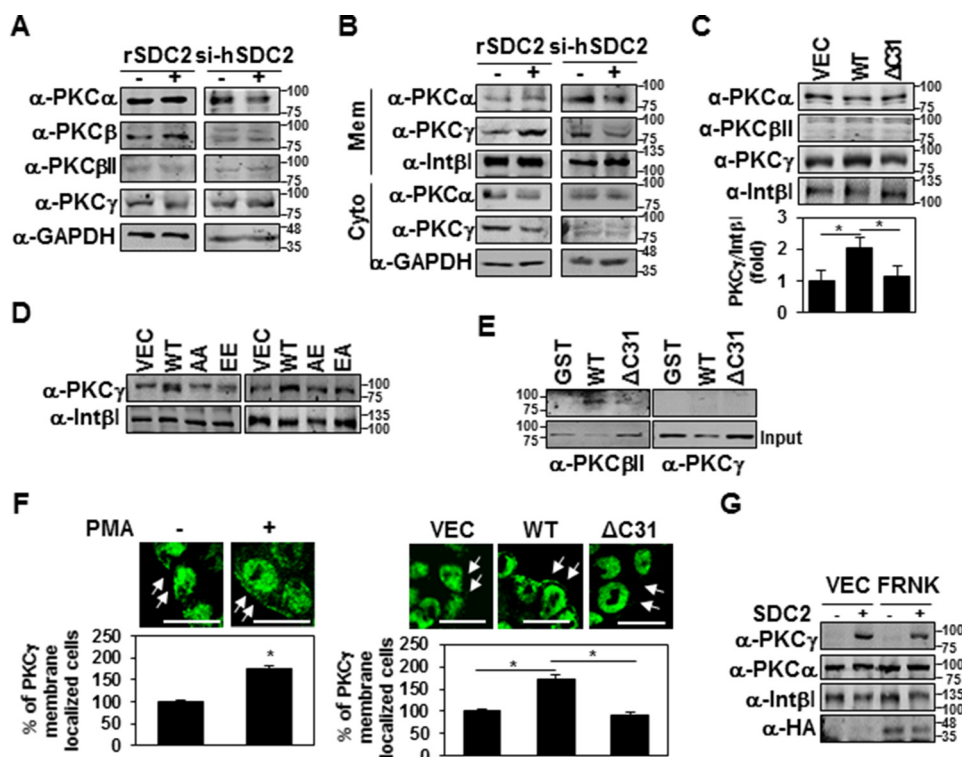 A
rSDC2 si-hSDC2
- + - +
α-PKCα 100 75
α-PKCβ 100 75
α-PKCβII 100 75
α-PKCγ 100 75
α-GAPDH 48 35
B
rSDC2 si-hSDC2
- + - +
Mem
α-PKCα 100 75
α-PKCγ 100 75
α-IntβI 135 100
Cyto
α-PKCα 100 75
α-PKCγ 100 75
α-GAPDH 48 35
C
VEC WT ΔC31
α-PKCα 100 75
α-PKCβII 100 75
α-PKCγ 100 75
α-IntβI 135 100
PKCγ/IntβI
(fold)
3
2
1
0
* *
D
VEC WT AA EE VEC WT AE EA
α-PKCγ 100 75
α-IntβI 135 100
E
GST WT ΔC31 GST WT ΔC31
100
75
100
75
Input
α-PKCβII α-PKCγ
F
PMA - +
% of PKCγ
membrane
localized cells
250
200
150
100
50
0
*
VEC WT ΔC31
% of PKCγ
membrane
localized cells
250
200
150
100
50
0
* *
G
VEC FRNK
SDC2 - + - +
α-PKCγ 100 75
α-PKCα 100 75
α-IntβI 135 100
α-HA 48 35